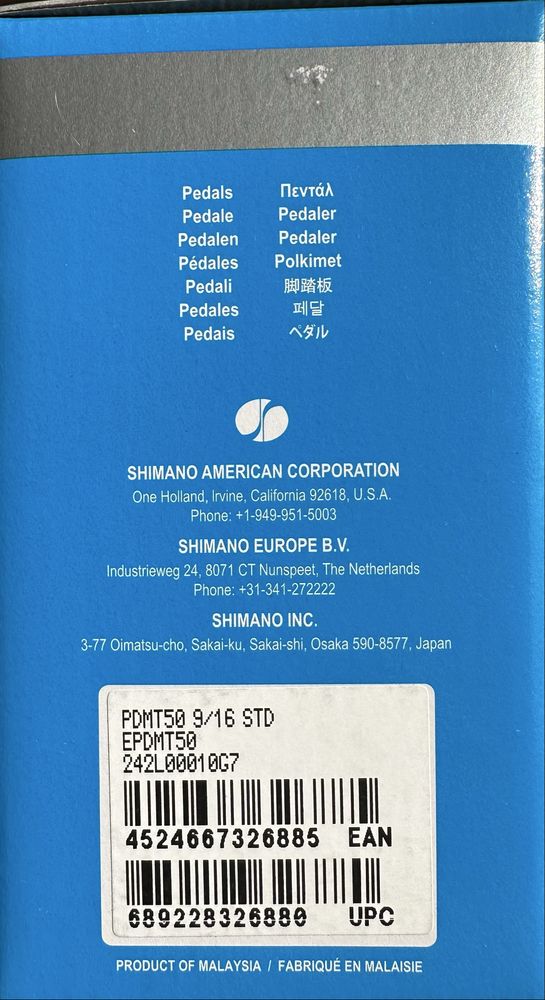 Pedals
Pedale
Pedalen
Pédales
Pedali
Pedales
Pedais
Πεντάλ
Pedaler
Pedaler
Polkimet
脚踏板
페달
ペダル
SHIMANO AMERICAN CORPORATION
One Holland, Irvine, California 92618, U.S.A.
Phone: +1-949-951-5003
SHIMANO EUROPE B.V.
Industrieweg 24, 8071 CT Nunspeet, The Netherlands
Phone: +31-341-272222
SHIMANO INC.
3-77 Oimatsu-cho, Sakai-ku, Sakai-shi, Osaka 590-8577, Japan
PDMT50 9/16 STD
EPDMT50
242L00010G7
4524667326885 EAN
689228326880 UPC
PRODUCT OF MALAYSIA / FABRIQUÉ EN MALAISIE